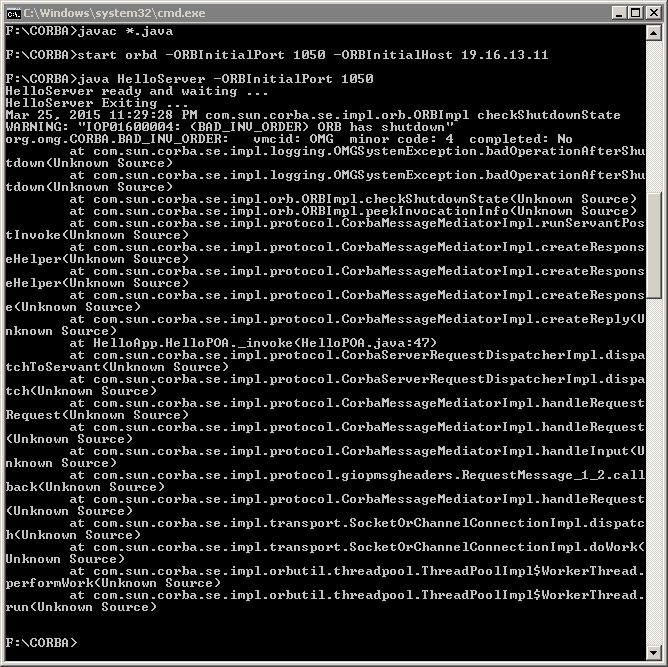 C:\Windows\system32\cmd.exe
F:\CORBA>javac *.java
F:\CORBA>start orbd -ORBInitialPort 1050 -ORBInitialHost 19.16.13.11
F:\CORBA>java HelloServer -ORBInitialPort 1050
HelloServer ready and waiting ...
HelloServer Exiting ...
Mar 25, 2015 11:29:28 PM com.sun.corba.se.impl.orb.ORBImpl checkShutdownState
WARNING: "IOP01600004: (BAD_INV_ORDER) ORB has shutdown"
org.omg.CORBA.BAD_INV_ORDER:   vmcid: OMG  minor code: 4  completed: No
        at com.sun.corba.se.impl.logging.OMGSystemException.badOperationAfterShu
tdown(Unknown Source)
        at com.sun.corba.se.impl.logging.OMGSystemException.badOperationAfterShu
tdown(Unknown Source)
        at com.sun.corba.se.impl.orb.ORBImpl.checkShutdownState(Unknown Source)
        at com.sun.corba.se.impl.orb.ORBImpl.peekInvocationInfo(Unknown Source)
        at com.sun.corba.se.impl.protocol.CorbaMessageMediatorImpl.runServantPos
tInvoke(Unknown Source)
        at com.sun.corba.se.impl.protocol.CorbaMessageMediatorImpl.createRespons
eHelper(Unknown Source)
        at com.sun.corba.se.impl.protocol.CorbaMessageMediatorImpl.createRespons
eHelper(Unknown Source)
        at com.sun.corba.se.impl.protocol.CorbaMessageMediatorImpl.createRespons
e(Unknown Source)
        at com.sun.corba.se.impl.protocol.CorbaMessageMediatorImpl.createReply(U
nknown Source)
        at HelloApp.HelloPOA._invoke(HelloPOA.java:47)
        at com.sun.corba.se.impl.protocol.CorbaServerRequestDispatcherImpl.dispa
tchToServant(Unknown Source)
        at com.sun.corba.se.impl.protocol.CorbaServerRequestDispatcherImpl.dispa
tch(Unknown Source)
        at com.sun.corba.se.impl.protocol.CorbaMessageMediatorImpl.handleRequest
Request(Unknown Source)
        at com.sun.corba.se.impl.protocol.CorbaMessageMediatorImpl.handleRequest
(Unknown Source)
        at com.sun.corba.se.impl.protocol.CorbaMessageMediatorImpl.handleInput(U
nknown Source)
        at com.sun.corba.se.impl.protocol.giopmsgheaders.RequestMessage_1_2.call
back(Unknown Source)
        at com.sun.corba.se.impl.protocol.CorbaMessageMediatorImpl.handleRequest
(Unknown Source)
        at com.sun.corba.se.impl.transport.SocketOrChannelConnectionImpl.dispatc
h(Unknown Source)
        at com.sun.corba.se.impl.transport.SocketOrChannelConnectionImpl.doWork(
Unknown Source)
        at com.sun.corba.se.impl.orbutil.threadpool.ThreadPoolImpl$WorkerThread.
performWork(Unknown Source)
        at com.sun.corba.se.impl.orbutil.threadpool.ThreadPoolImpl$WorkerThread.
run(Unknown Source)
F:\CORBA>